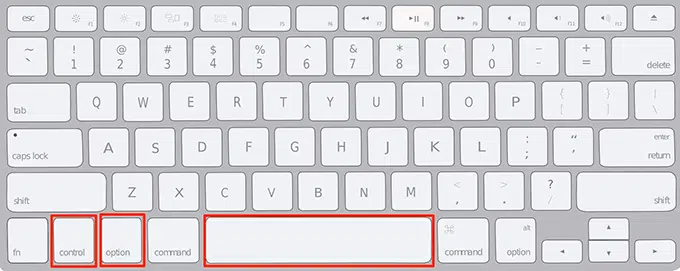 esc F1 F2 F3 F4 F5 F6 F7 F8 F9 F10 F11 F12
~ ! @ # $ % ^ & * ( ) - +
` 1 2 3 4 5 6 7 8 9 0 - = delete
tab Q W E R T Y U I O P { [ } ] | \
caps lock A S D F G H J K L : ; “ ‘ enter return
shift Z X C V B N M < , > . ? / shift
fn control option command ⌘ command alt option